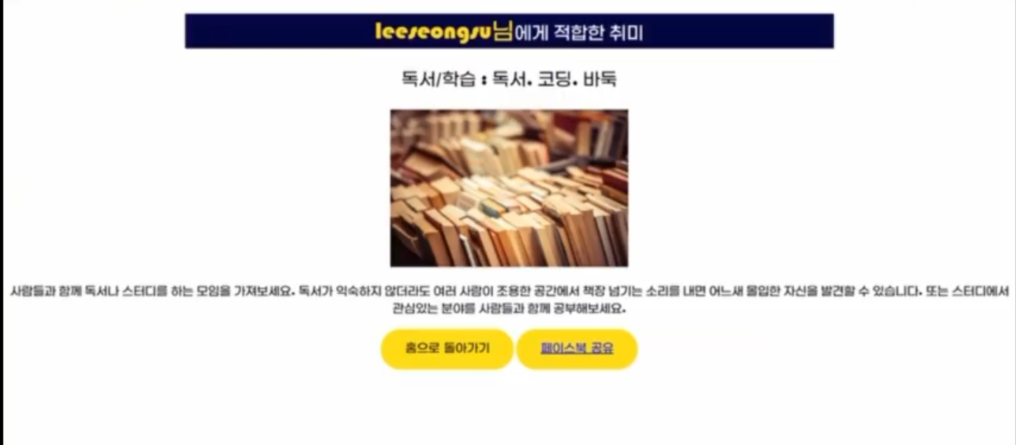 leeseongsu님에게 적합한 취미
독서/학습 : 독서. 코딩. 바둑
사람들과 함께 독서나 스터디를 하는 모임을 가져보세요. 독서가 익숙하지 않더라도 여러 사람이 조용한 공간에서 책장 넘기는 소리를 내면 어느새 몰입한 자신을 발견할 수 있습니다. 또는 스터디에서
관심있는 분야를 사람들과 함께 공부해보세요.
홈으로 돌아가기 페이스북 공유